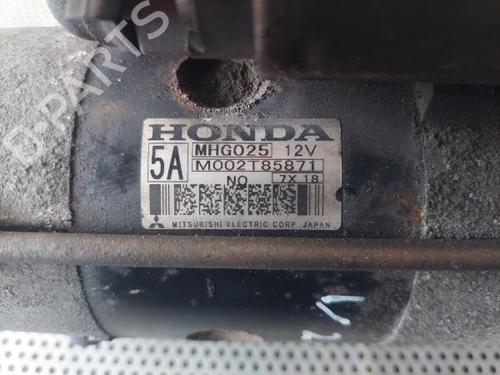 B-PARTS
HONDA
5A MHG025 12V
M002T85871
NO 7X 18
MITSUBISHI ELECTRIC CORP. JAPAN